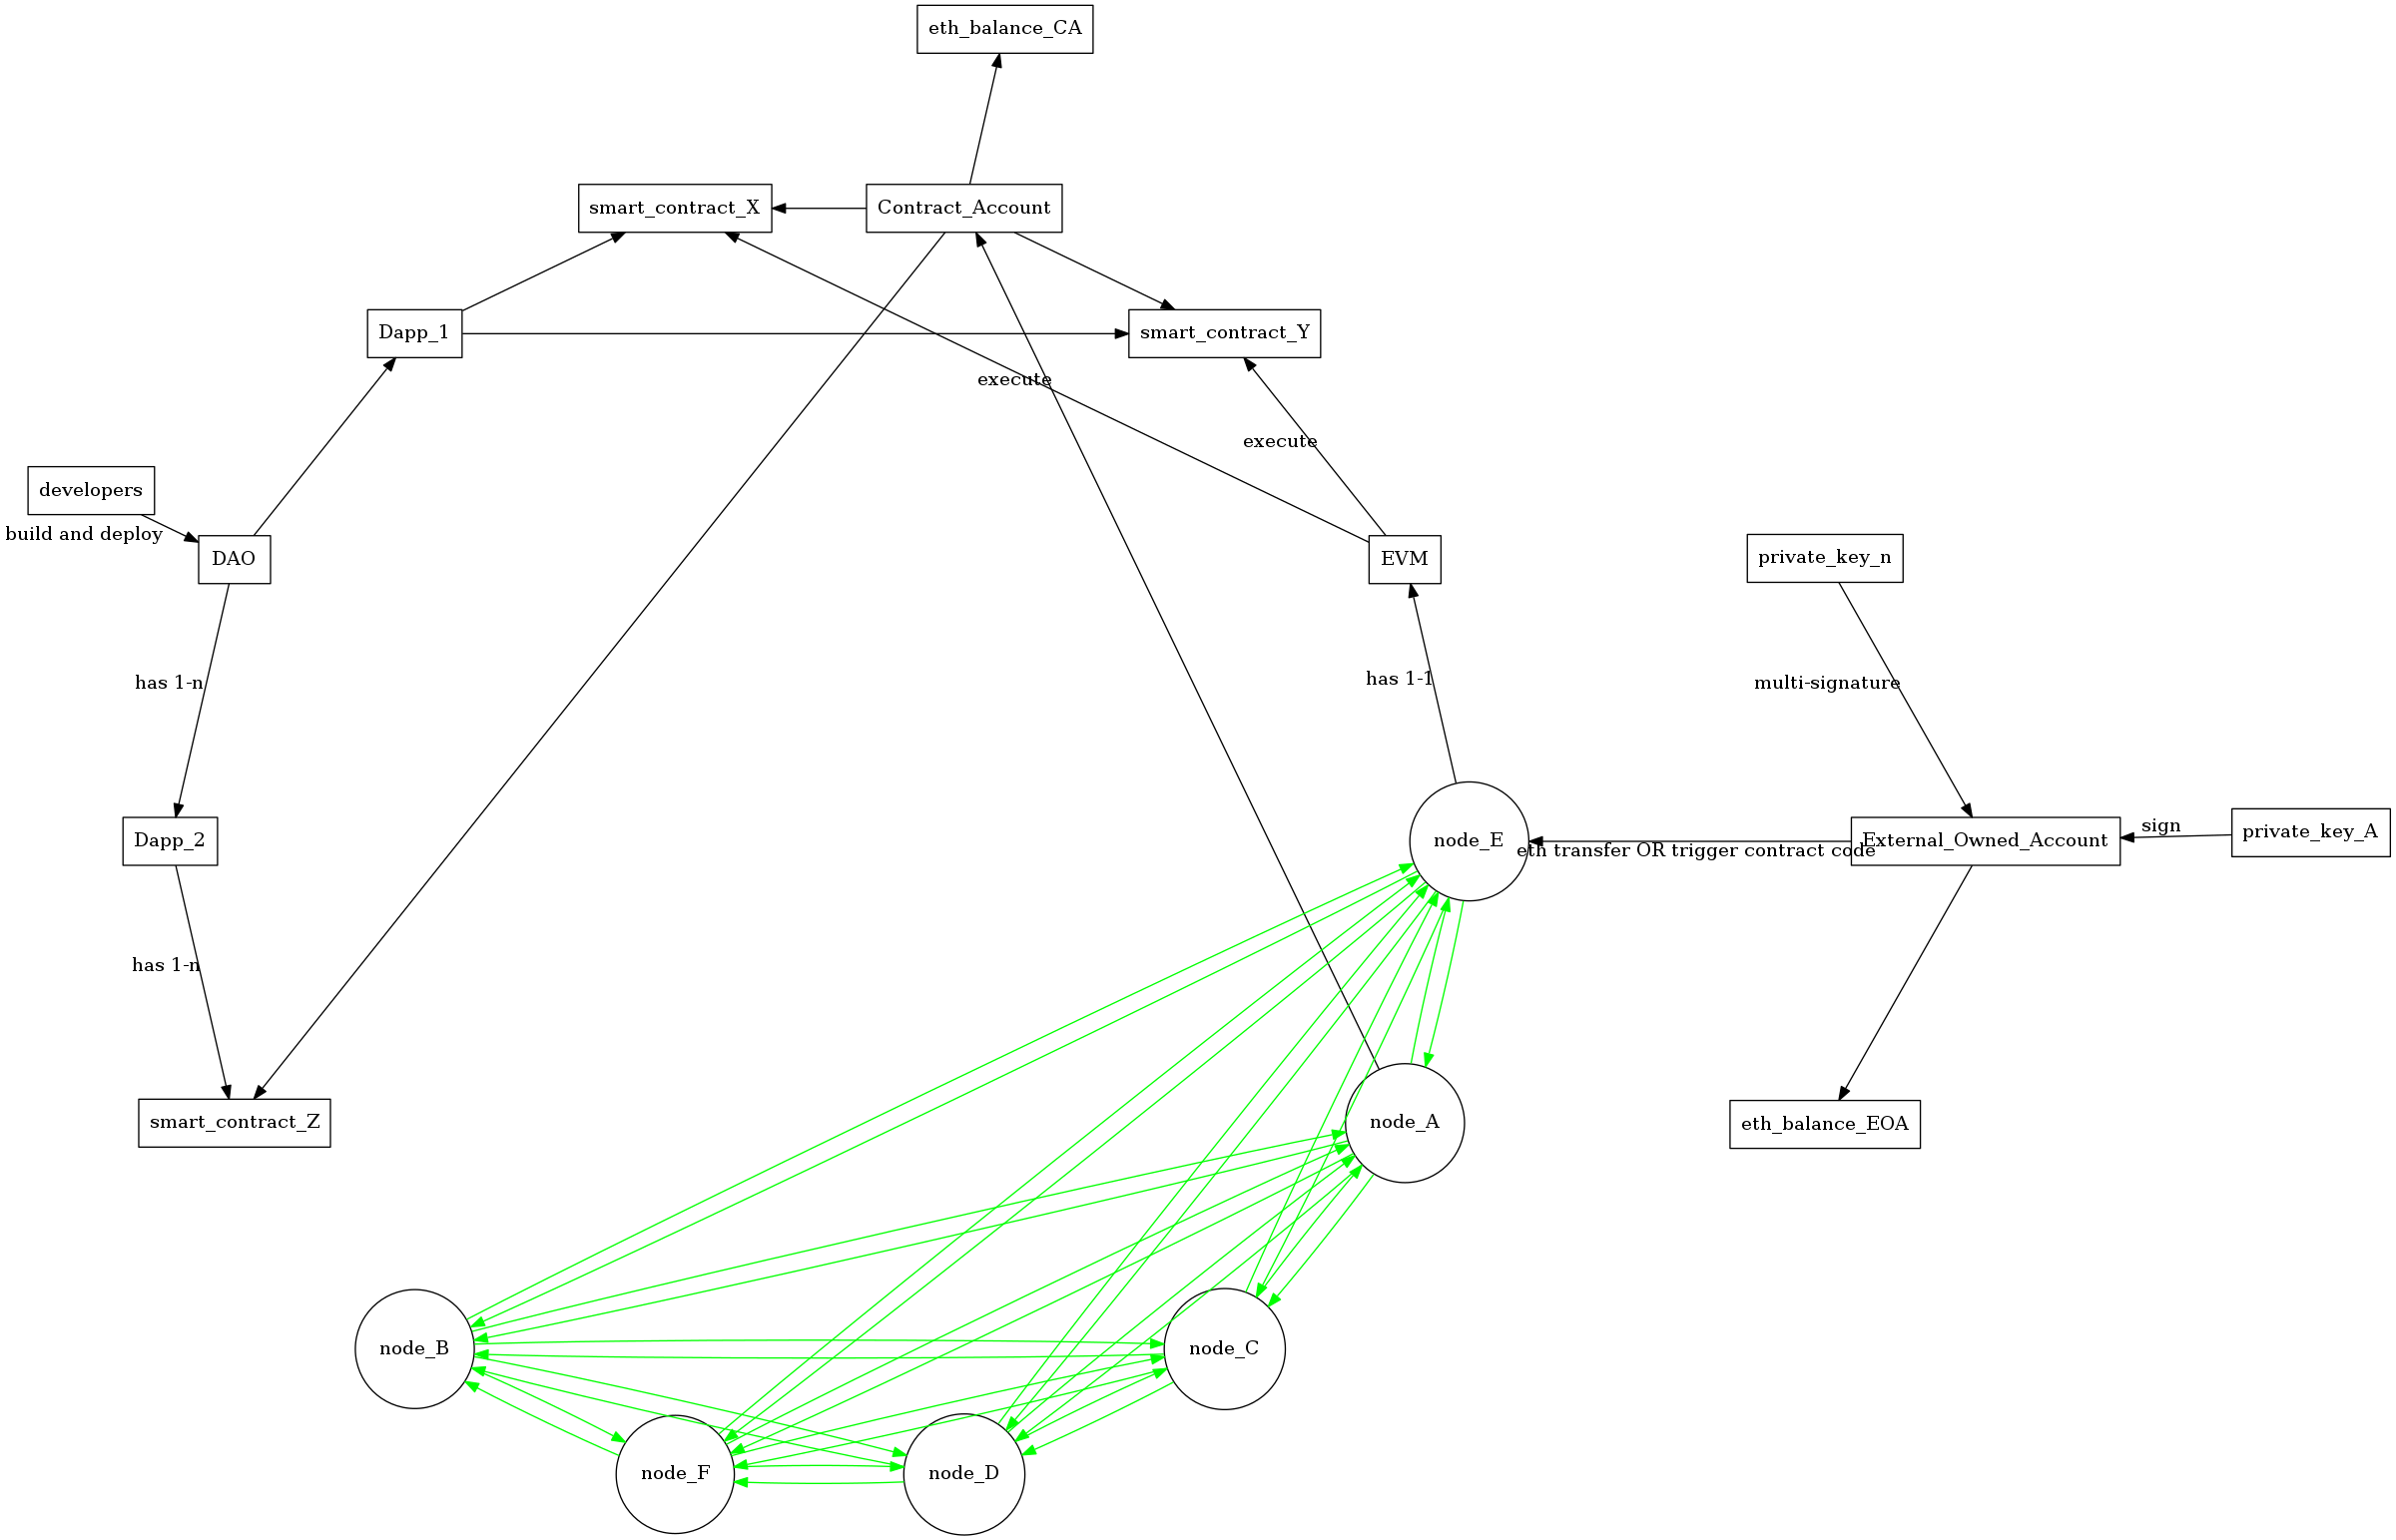 eth_balance_CA
smart_contract_X
Contract_Account
Dapp_1
smart_contract_Y
execute
execute
developers
build and deploy
DAO
EVM
private_key_n
has 1-n
has 1-1
multi-signature
Dapp_2
node_E
eth transfer OR trigger contract code
External_Owned_Account
sign
private_key_A
has 1-n
smart_contract_Z
node_A
eth_balance_EOA
node_B
node_C
node_F
node_D